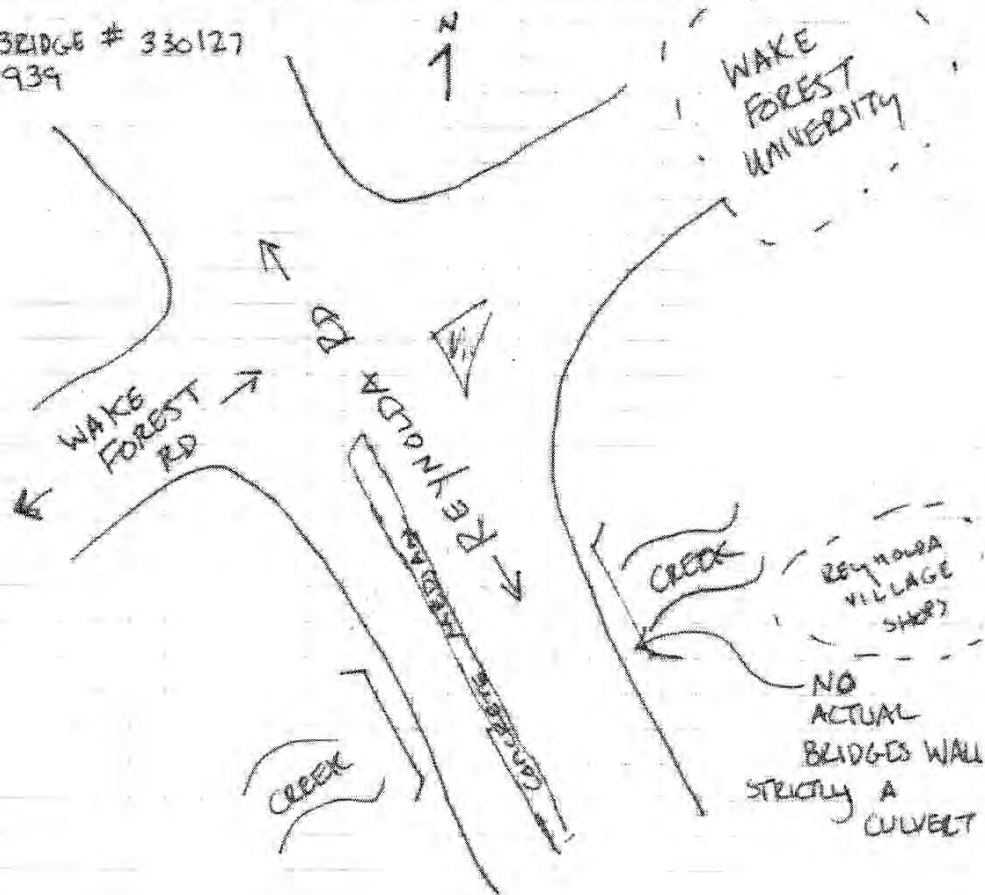 BRIDGE # 330127
939
N
WAKE
FOREST
UNIVERSITY
REYNOLDA RD
WAKE
FOREST
RD
CONCRETE MEDIAN
CREEK
REYNOLDA
VILLAGE
SHOPS
CREEK
NO
ACTUAL
BRIDGES WALL
STRICTLY A
CULVERT